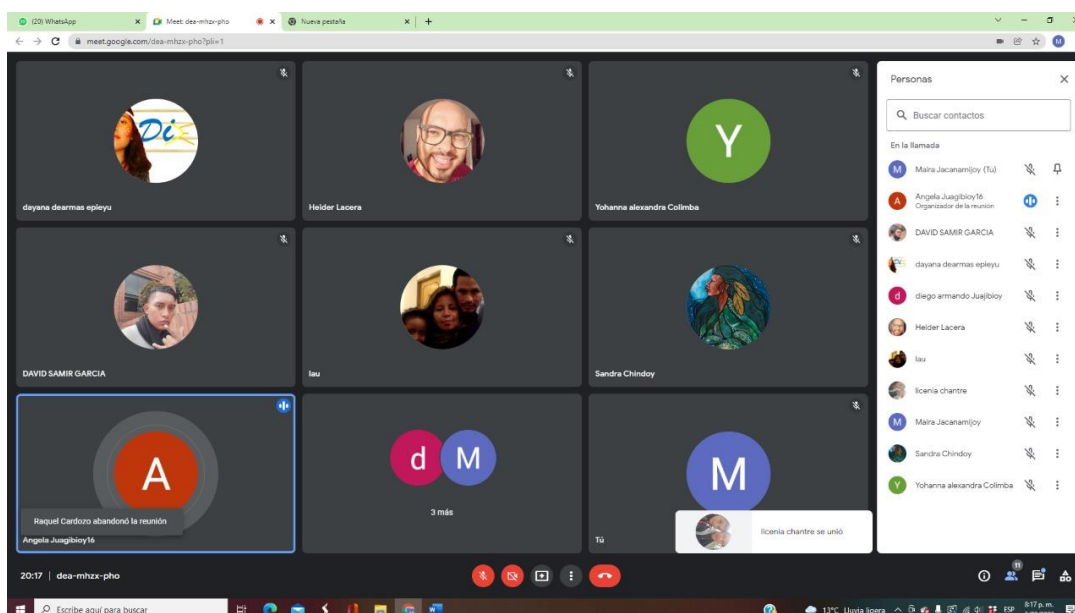 (20) WhatsApp
Meet: dea-mhzx-pho
Nueva pestaña
meet.google.com/dea-mhzx-pho?pli=1
M
Di
Y
dayana dearmas epieyu
Heider Lacera
Yohanna alexandra Colimba
DAVID SAMIR GARCIA
lau
Sandra Chindoy
A
Raquel Cardozo abandonó la reunión
Angela Juagibioy16
d M
3 más
M
Tú
licenia chantre se unió
Personas
Buscar contactos
En la llamada
M Maira Jacanamijoy (Tú)
A Angela Juagibioy16
Organizador de la reunión
DAVID SAMIR GARCIA
dayana dearmas epieyu
d diego armando Juajibioy
Heider Lacera
lau
licenia chantre
M Maira Jacanamijoy
Sandra Chindoy
Y Yohanna alexandra Colimba
20:17 | dea-mhzx-pho
11
Escribe aquí para buscar
13°C Lluvia ligera
ESP
8:17 p. m.